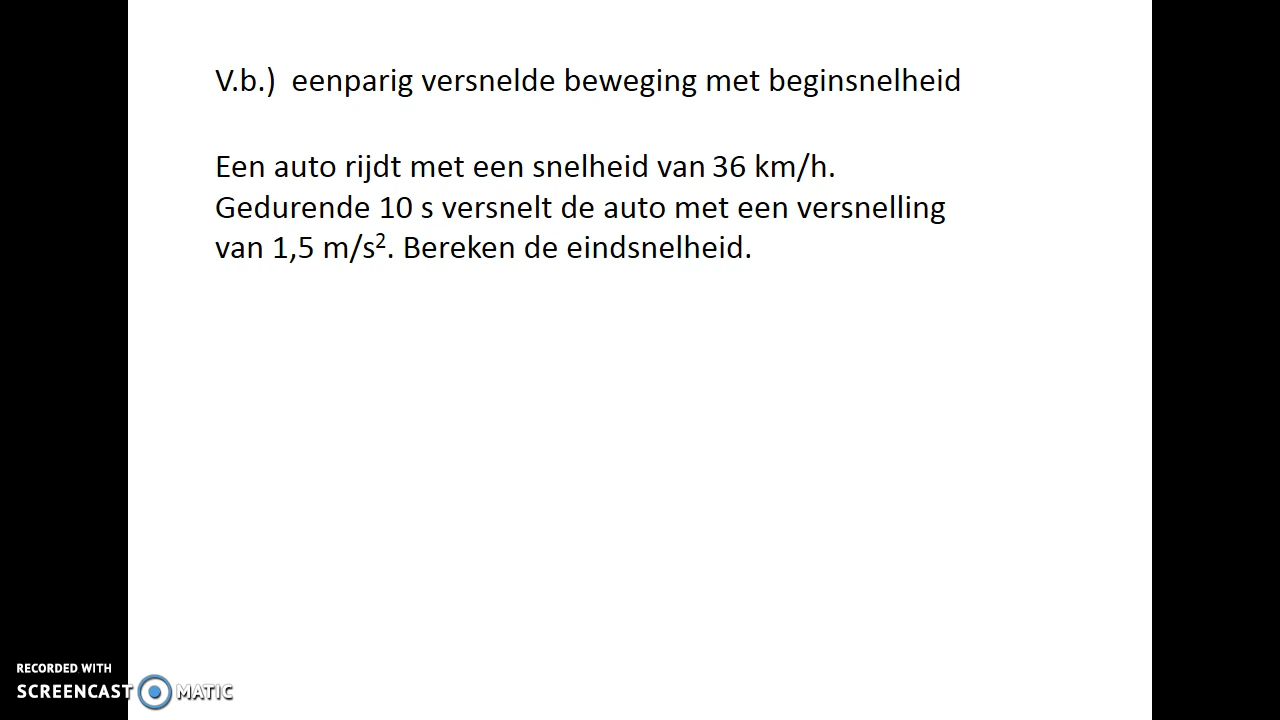 V.b.) eenparig versnelde beweging met beginsnelheid
Een auto rijdt met een snelheid van 36 km/h.
Gedurende 10 s versnelt de auto met een versnelling
van 1,5 m/s². Bereken de eindsnelheid.
RECORDED WITH
SCREENCAST MATIC